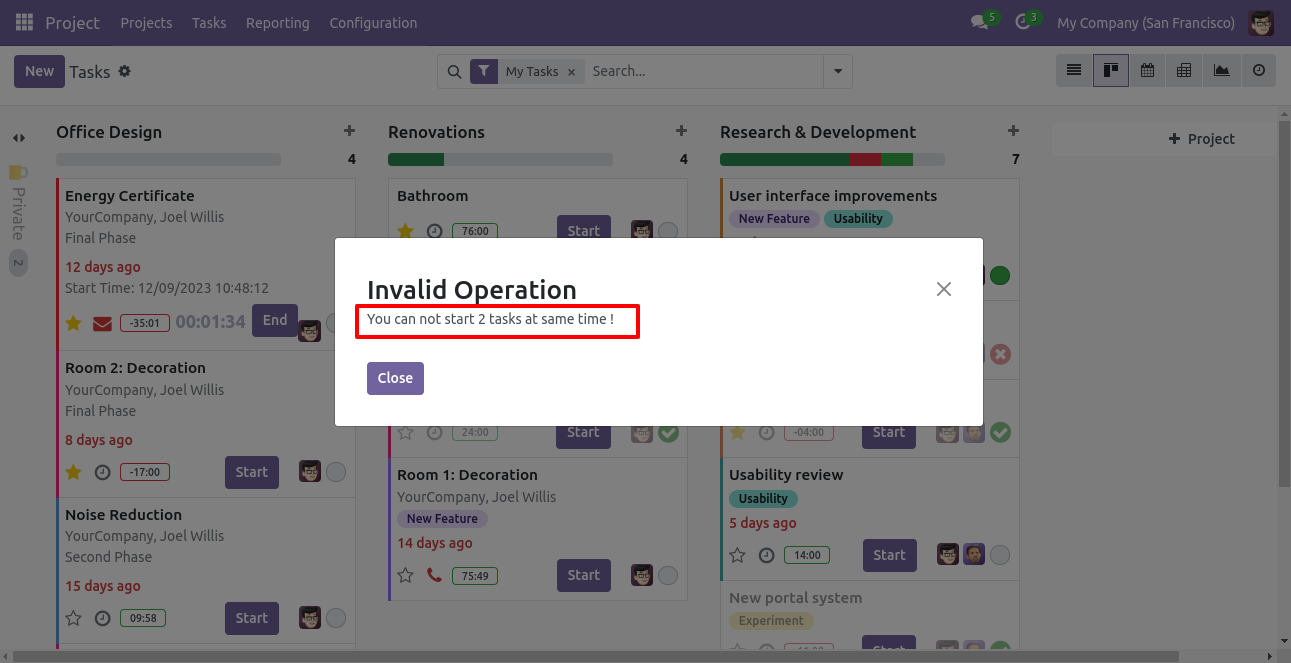 Project Projects Tasks Reporting Configuration 5 3 My Company (San Francisco)
New Tasks My Tasks × Search...
Office Design + Renovations + Research & Development + + Project
4 4 7
Private
2
Energy Certificate
YourCompany, Joel Willis
Final Phase
12 days ago
Start Time: 12/09/2023 10:48:12
-35:01 00:01:34 End
Room 2: Decoration
YourCompany, Joel Willis
Final Phase
8 days ago
-17:00 Start
Noise Reduction
YourCompany, Joel Willis
Second Phase
15 days ago
09:58 Start
Bathroom
76:00 Start
Invalid Operation
You can not start 2 tasks at same time !
Close
24:00 Start
Room 1: Decoration
YourCompany, Joel Willis
New Feature
14 days ago
75:49 Start
User interface improvements
New Feature Usability
-04:00 Start
Usability review
Usability
5 days ago
14:00 Start
New portal system
Experiment
Start